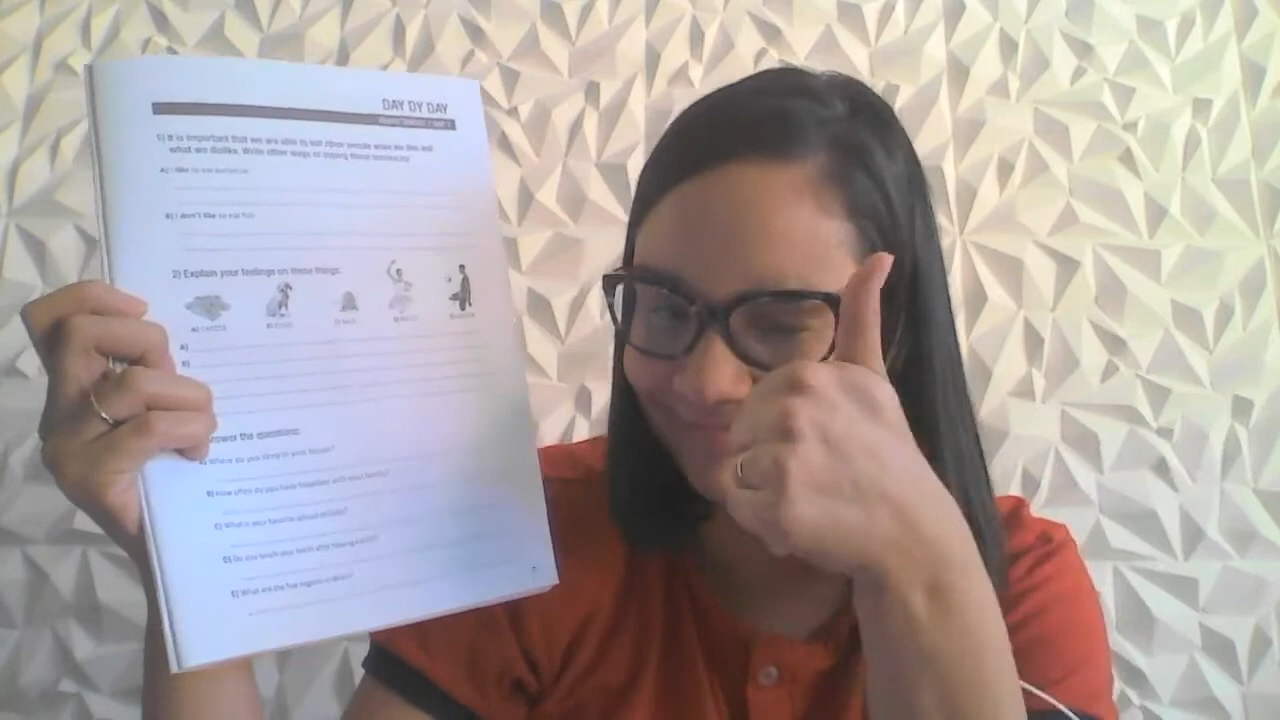 DAY BY DAY
1) It is important that we are able to tell other people what we like and
what we dislike. Write other ways of saying these sentences:
A) I like to eat
B) I don't like to eat fish
2) Explain your feelings on these things.
A) CHEESE
B) DOGS
A)
B)
Answer the questions:
Where do you sleep in your house?
B) How often do you have breakfast with your family?
C) What is your favorite school
D) Do you brush your teeth after having a
E) What are the five regions of Brazil?